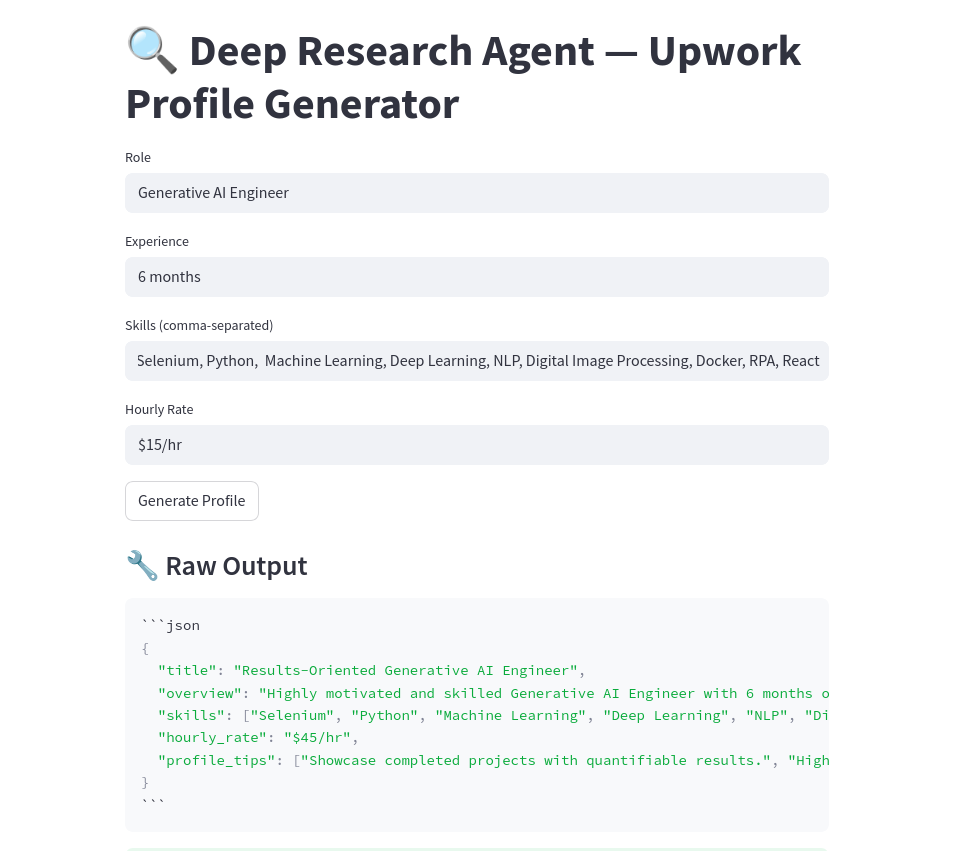 🔍 Deep Research Agent — Upwork
Profile Generator
Role
Generative AI Engineer
Experience
6 months
Skills (comma-separated)
Selenium, Python,  Machine Learning, Deep Learning, NLP, Digital Image Processing, Docker, RPA, React
Hourly Rate
$15/hr
Generate Profile
🔧 Raw Output
```json
{
  "title": "Results-Oriented Generative AI Engineer",
  "overview": "Highly motivated and skilled Generative AI Engineer with 6 months o
  "skills": ["Selenium", "Python", "Machine Learning", "Deep Learning", "NLP", "Di
  "hourly_rate": "$45/hr",
  "profile_tips": ["Showcase completed projects with quantifiable results.", "High
}
```